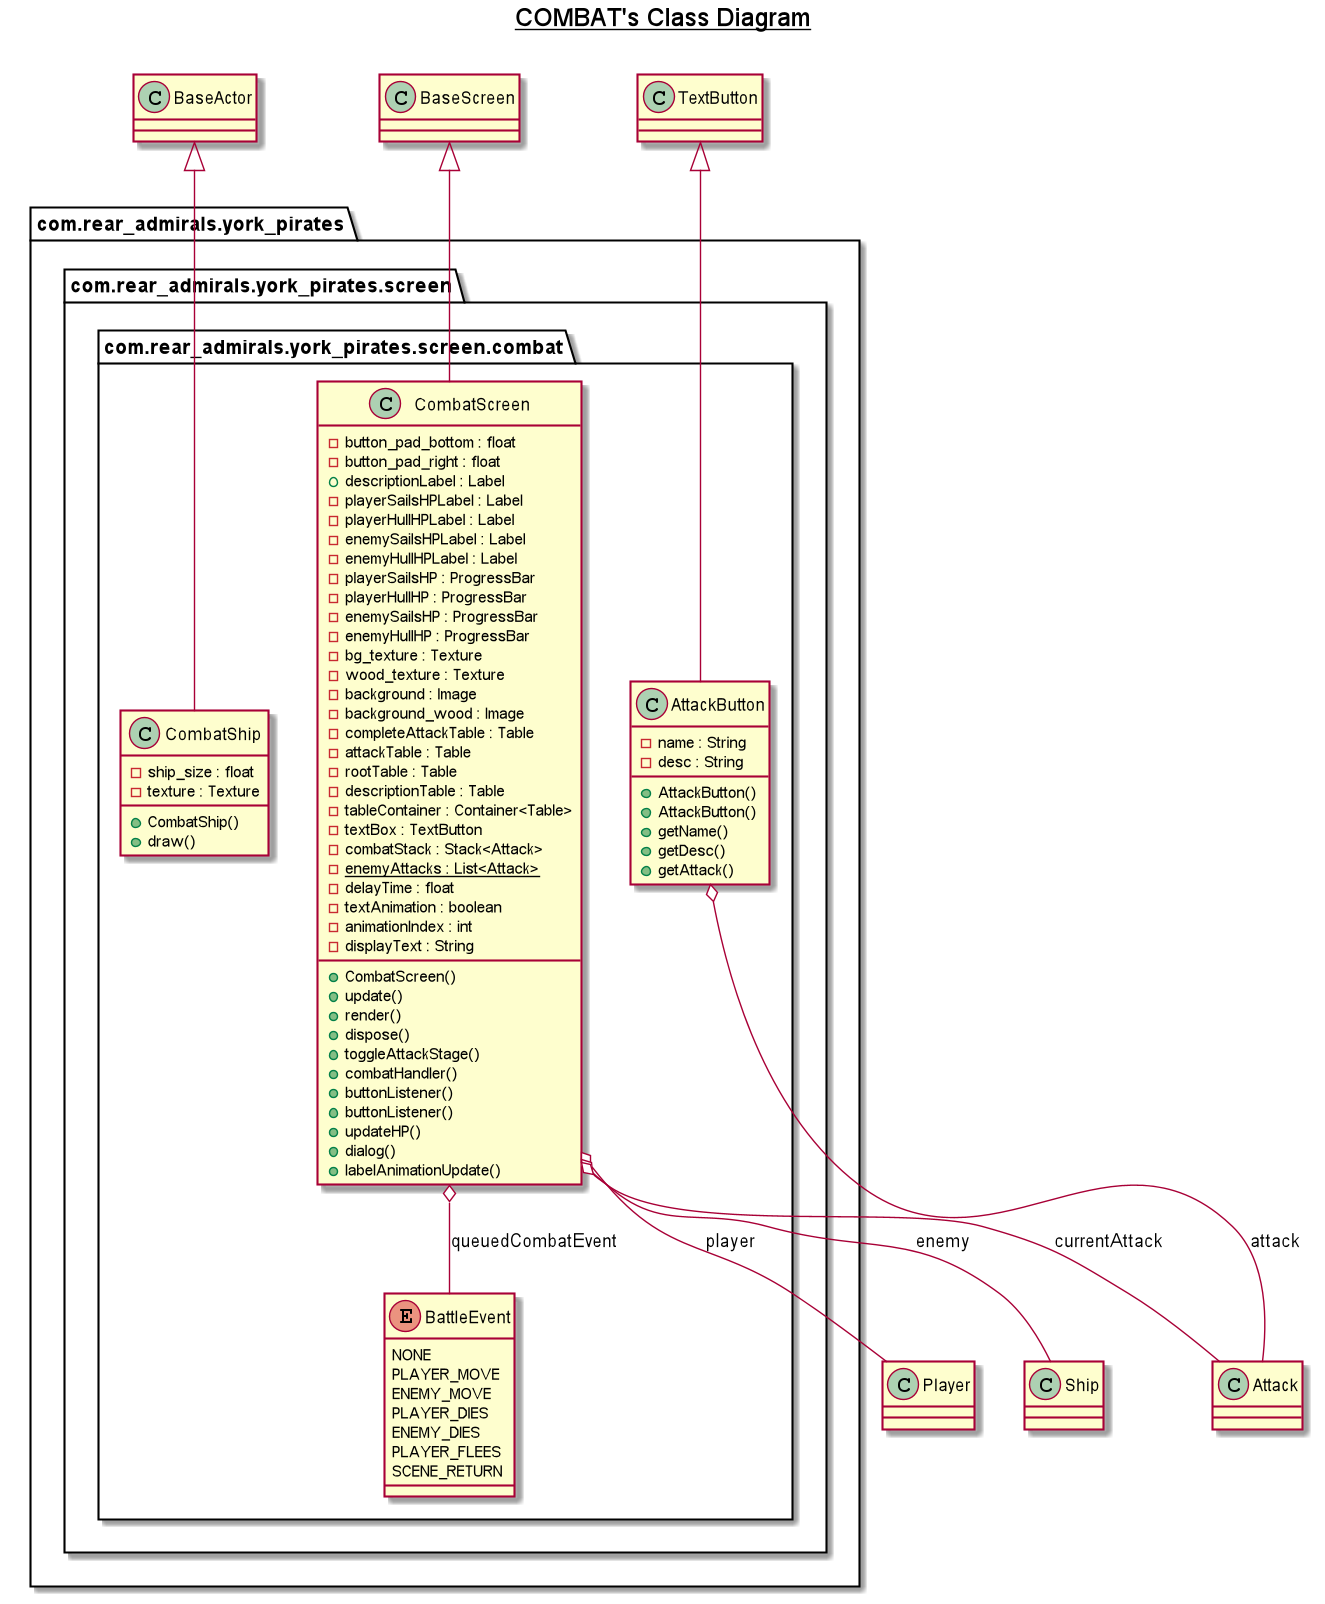 COMBAT's Class Diagram
C BaseActor
C BaseScreen
C TextButton
com.rear_admirals.york_pirates
com.rear_admirals.york_pirates.screen
com.rear_admirals.york_pirates.screen.combat
C CombatScreen
button_pad_bottom : float
button_pad_right : float
descriptionLabel : Label
playerSailsHPLabel : Label
playerHullHPLabel : Label
enemySailsHPLabel : Label
enemyHullHPLabel : Label
playerSailsHP : ProgressBar
playerHullHP : ProgressBar
enemySailsHP : ProgressBar
enemyHullHP : ProgressBar
bg_texture : Texture
wood_texture : Texture
background : Image
background_wood : Image
completeAttackTable : Table
attackTable : Table
rootTable : Table
descriptionTable : Table
tableContainer : Container<Table>
textBox : TextButton
combatStack : Stack<Attack>
enemyAttacks : List<Attack>
delayTime : float
textAnimation : boolean
animationIndex : int
displayText : String
CombatScreen()
update()
render()
dispose()
toggleAttackStage()
combatHandler()
buttonListener()
buttonListener()
updateHP()
dialog()
labelAnimationUpdate()
C CombatShip
ship_size : float
texture : Texture
CombatShip()
draw()
C AttackButton
name : String
desc : String
AttackButton()
AttackButton()
getName()
getDesc()
getAttack()
queuedCombatEvent
player
enemy
currentAttack
attack
E BattleEvent
NONE
PLAYER_MOVE
ENEMY_MOVE
PLAYER_DIES
ENEMY_DIES
PLAYER_FLEES
SCENE_RETURN
C Player
C Ship
C Attack